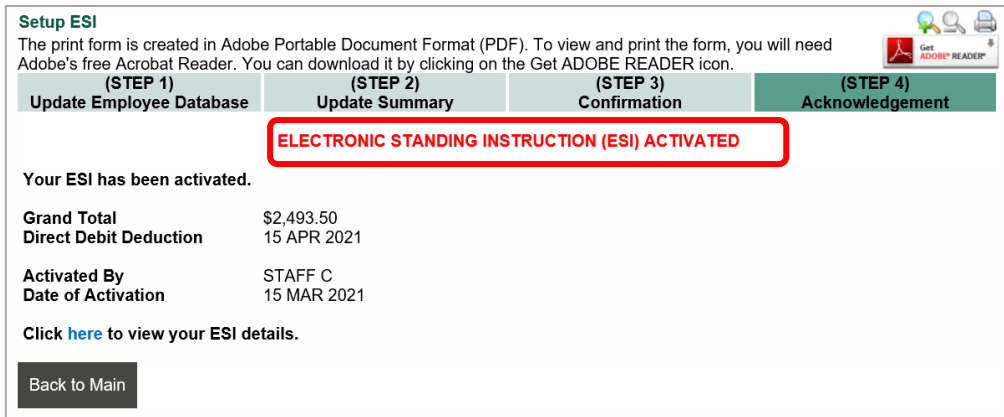 Setup ESI
The print form is created in Adobe Portable Document Format (PDF). To view and print the form, you will need
Adobe's free Acrobat Reader. You can download it by clicking on the Get ADOBE READER icon.
Get
ADOBE® READER®
(STEP 1) (STEP 2) (STEP 3) (STEP 4)
Update Employee Database Update Summary Confirmation Acknowledgement
ELECTRONIC STANDING INSTRUCTION (ESI) ACTIVATED
Your ESI has been activated.
Grand Total $2,493.50
Direct Debit Deduction 15 APR 2021
Activated By STAFF C
Date of Activation 15 MAR 2021
Click here to view your ESI details.
Back to Main